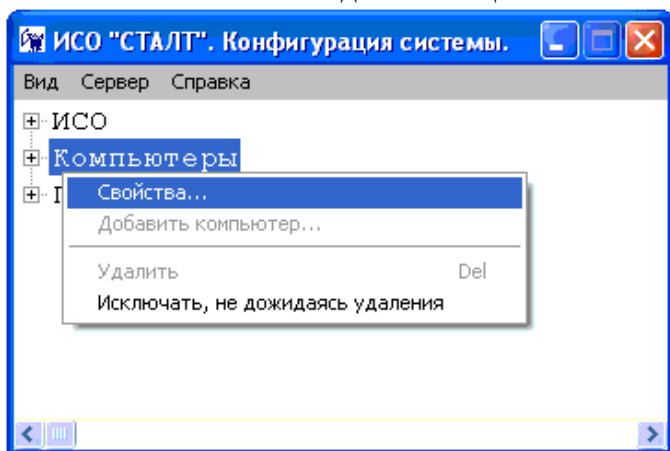 ИСО "СТАЛТ". Конфигурация системы.
Вид Сервер Справка
ИСО
Компьютеры
Свойства...
Добавить компьютер...
Удалить Del
Исключать, не дожидаясь удаления